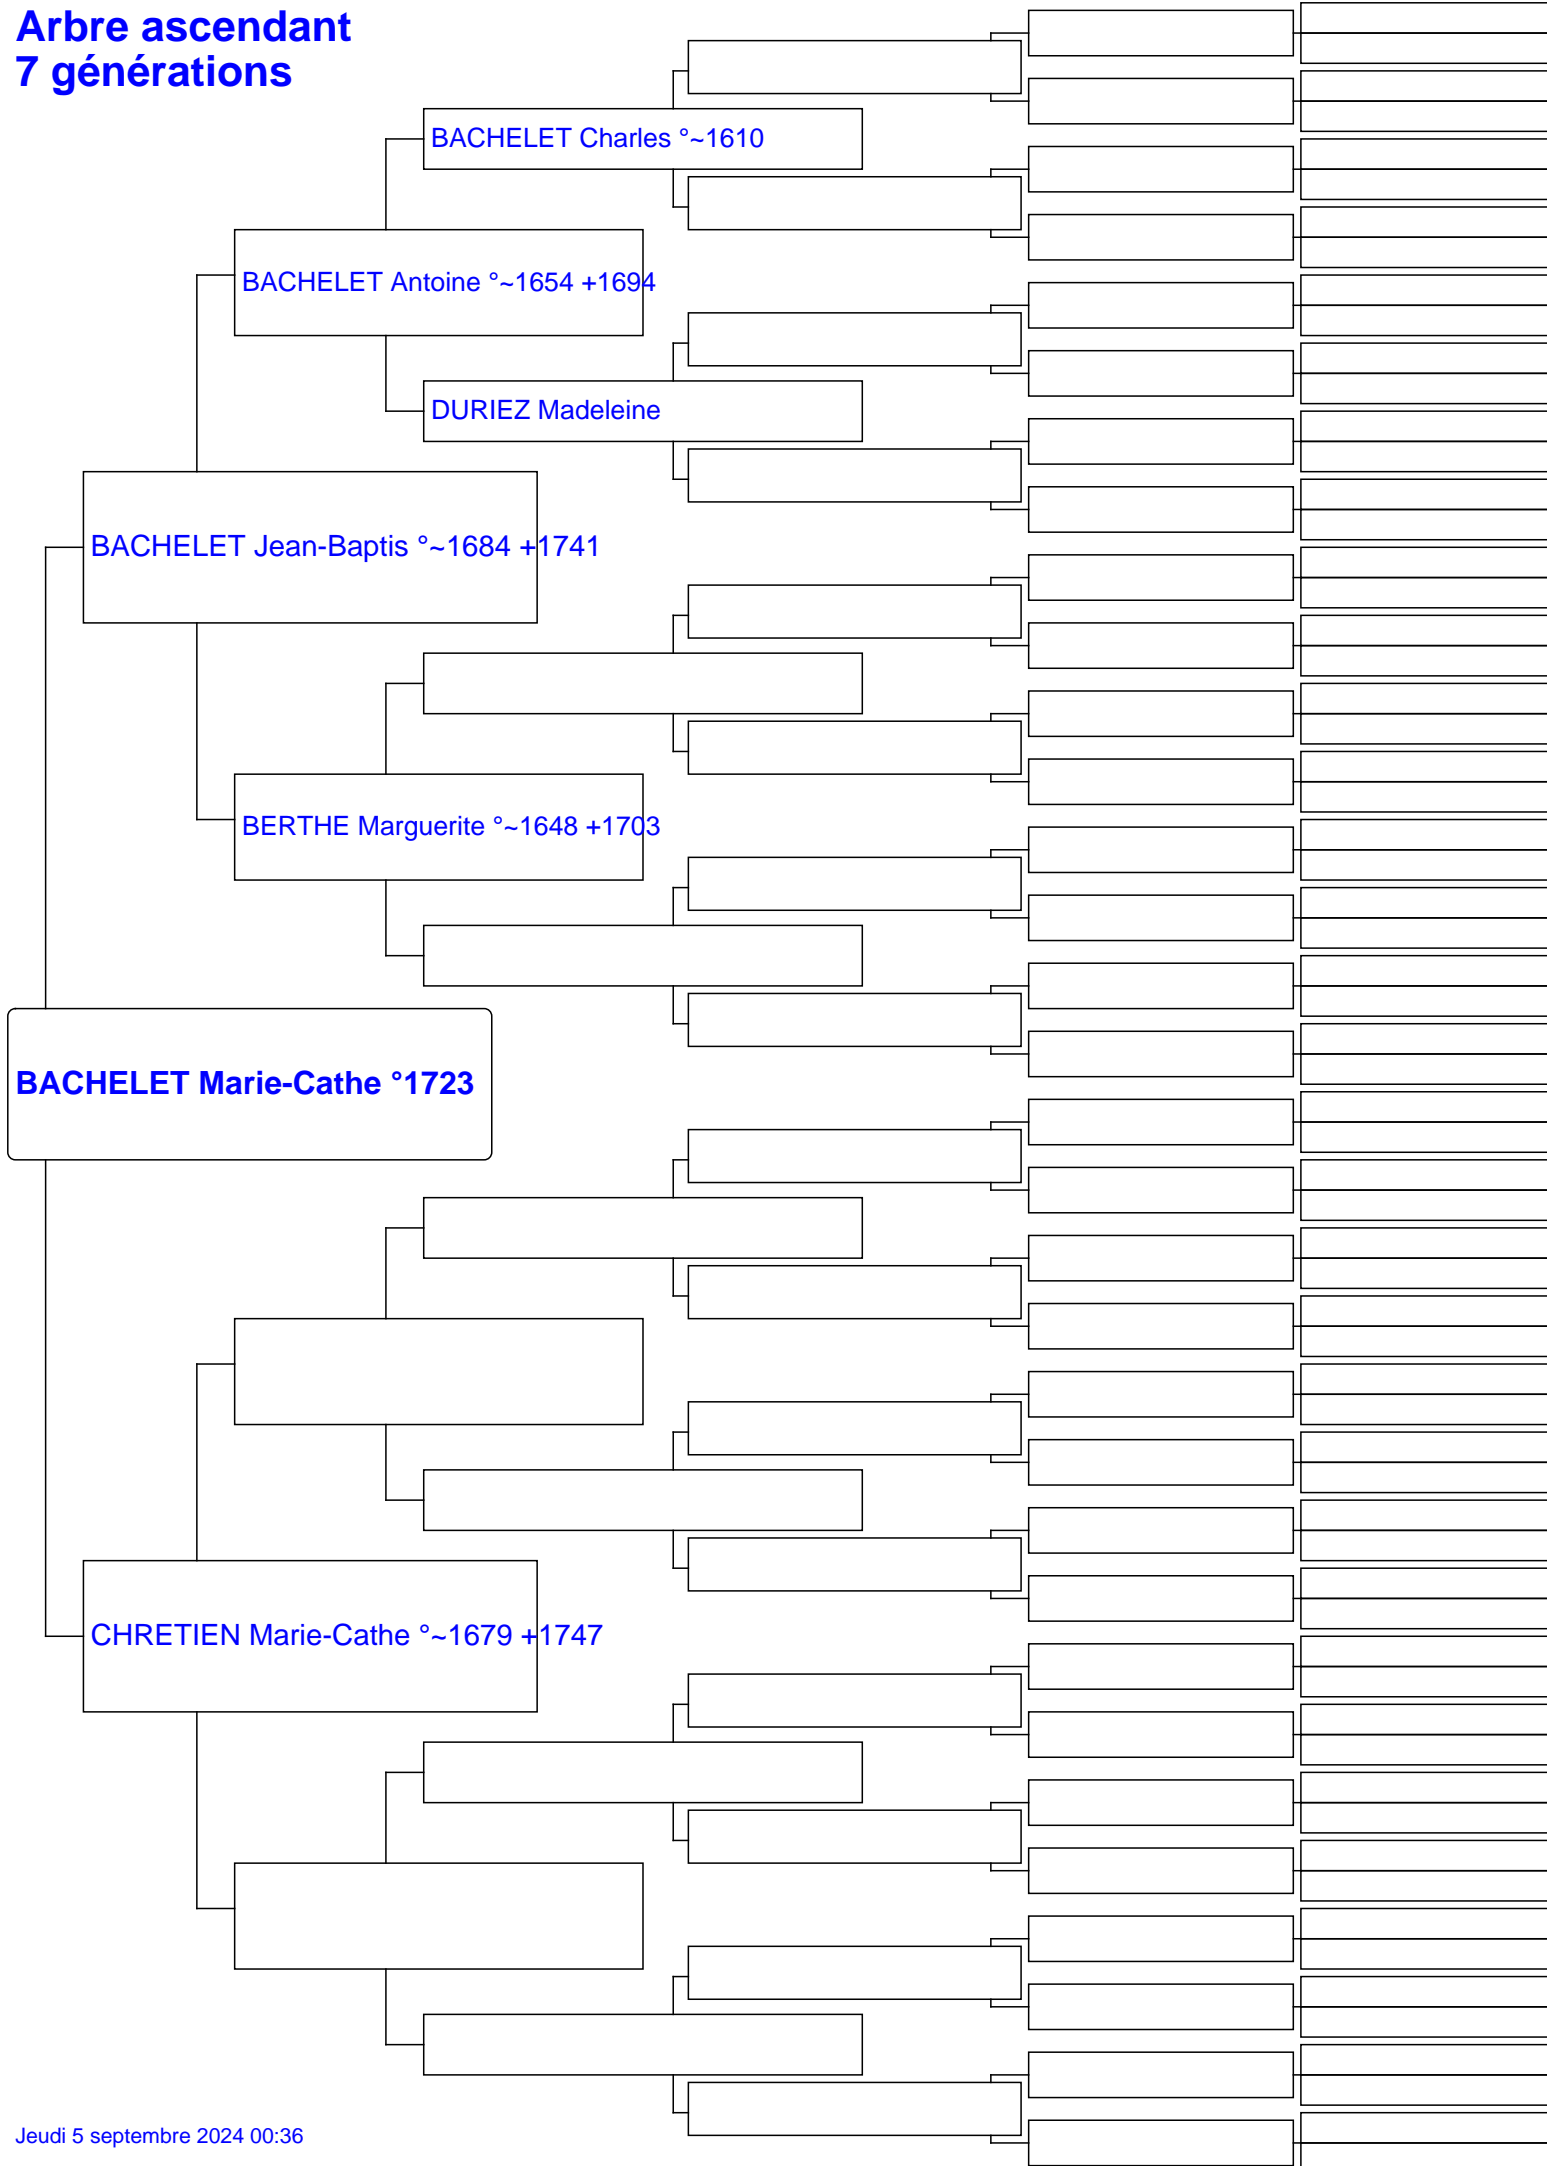 Arbre ascendant
7 générations
BACHELET Charles °~1610
BACHELET Antoine °~1654 +1694
DURIEZ Madeleine
BACHELET Jean-Baptis °~1684 +1741
BERTHE Marguerite °~1648 +1703
BACHELET Marie-Cathe °1723
CHRETIEN Marie-Cathe °~1679 +1747
Jeudi 5 septembre 2024 00:36